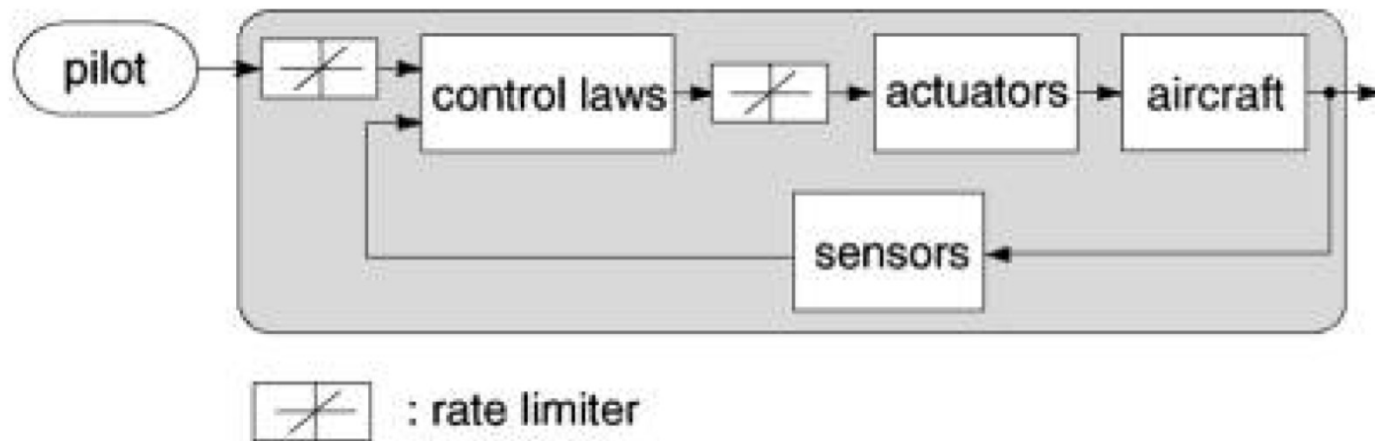 pilot
control laws
actuators
aircraft
sensors
: rate limiter